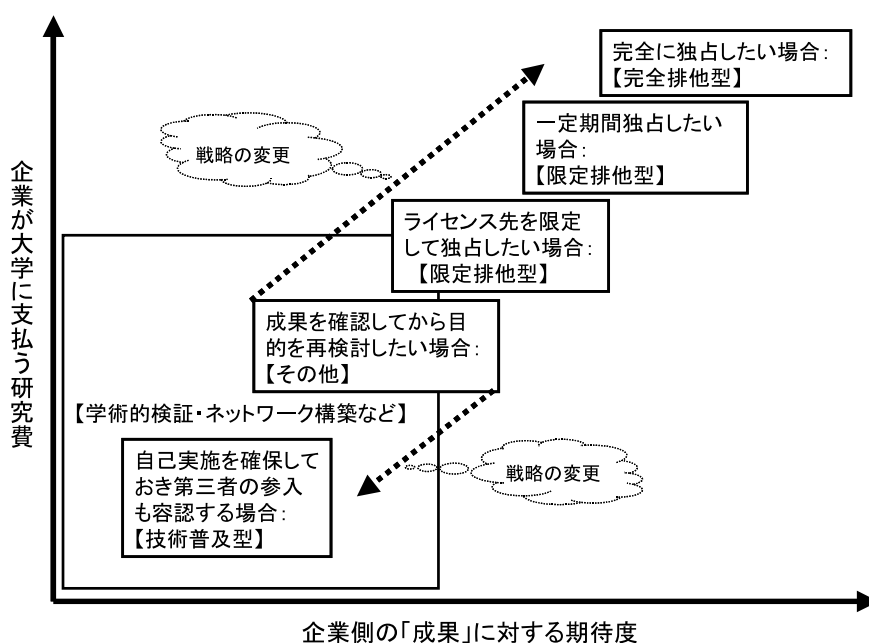 完全に独占したい場合：
【完全排他型】
一定期間独占したい
場合：
【限定排他型】
戦略の変更
ライセンス先を限定
して独占したい場合：
【限定排他型】
成果を確認してから目
的を再検討したい場合：
【その他】
【学術的検証・ネットワーク構築など】
自己実施を確保して
おき第三者の参入
も容認する場合：
【技術普及型】
戦略の変更
企業が大学に支払う研究費
企業側の「成果」に対する期待度